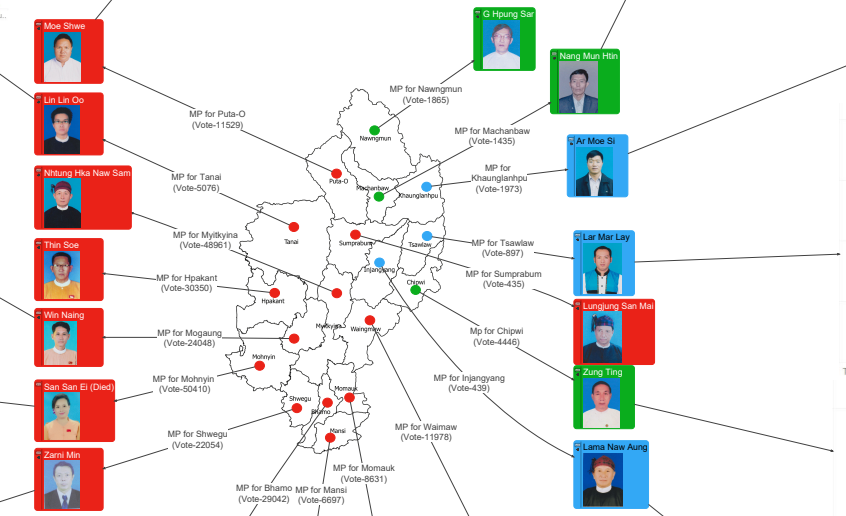 Moe Shwe
Lin Lin Oo
Nhtung Hka Naw Sam
Thin Soe
Win Naing
San San Ei (Died)
Zarni Min
G Hpung Sar
Nang Mun Htin
Ar Moe Si
Lar Mar Lay
Lungjung San Mai
Zung Ting
Lama Naw Aung
MP for Nawngmun
(Vote-1865)
MP for Puta-O
(Vote-11529)
MP for Machanbaw
(Vote-1435)
MP for
Khaunglanhpu
(Vote-1973)
MP for Tanai
(Vote-5076)
MP for Myitkyina
(Vote-48961)
MP for Tsawlaw
(Vote-897)
MP for Sumprabum
(Vote-435)
MP for Hpakant
(Vote-30350)
MP for Mogaung
(Vote-24048)
Mp for Chipwi
(Vote-4446)
MP for Mohnyin
(Vote-50410)
MP for Injangyang
(Vote-439)
MP for Shwegu
(Vote-22054)
MP for Waimaw
(Vote-11978)
MP for Momauk
(Vote-8631)
MP for Bhamo
(Vote-29042)
MP for Mansi
(Vote-6697)
Nawngmun
Puta-O
Machanbaw
Khaunglanhpu
Tanai
Sumprabum
Tsawlaw
Injangyang
Chipwi
Hpakant
Myitkyina
Waingmaw
Mohnyin
Shwegu
Momauk
Bhamo
Mansi